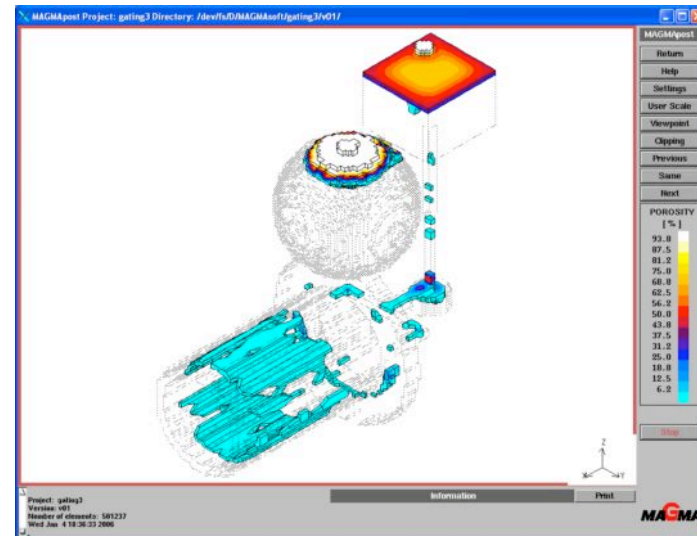 MAGMApost Project: gating3 Directory: /dev/fs/D/MAGMAsoft/gating3/v01/
MAGMApost
Return
Help
Settings
User Scale
Viewpoint
Clipping
Previous
Same
Next
POROSITY
[%]
93.8
87.5
81.2
75.0
68.8
62.5
56.2
50.0
43.8
37.5
31.2
25.0
18.8
12.5
6.2
Stop
Z
X Y
Information
Print
Project: gating3
Version: v01
Number of elements: 501237
Wed Jan 4 18:36:33 2006
MAGMA